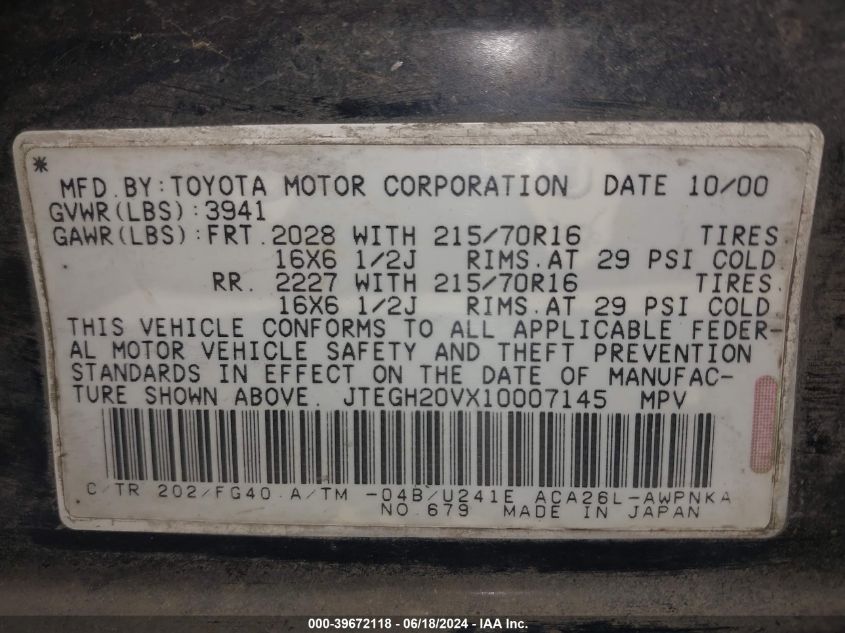 *
MFD.BY:TOYOTA MOTOR CORPORATION DATE 10/00
GVWR(LBS):3941
GAWR(LBS):FRT.2028 WITH 215/70R16 TIRES
16X6 1/2J RIMS.AT 29 PSI COLD
RR. 2227 WITH 215/70R16 TIRES.
16X6 1/2J RIMS.AT 29 PSI COLD
THIS VEHICLE CONFORMS TO ALL APPLICABLE FEDER-
AL MOTOR VEHICLE SAFETY AND THEFT PREVENTION
STANDARDS IN EFFECT ON THE DATE OF MANUFAC-
TURE SHOWN ABOVE. JTEGH20VX10007145 MPV
C/TR 202/FG40 A/TM -04B/U241E ACA26L-AWPNKA
NO.679 MADE IN JAPAN
000-39672118 - 06/18/2024 - IAA Inc.